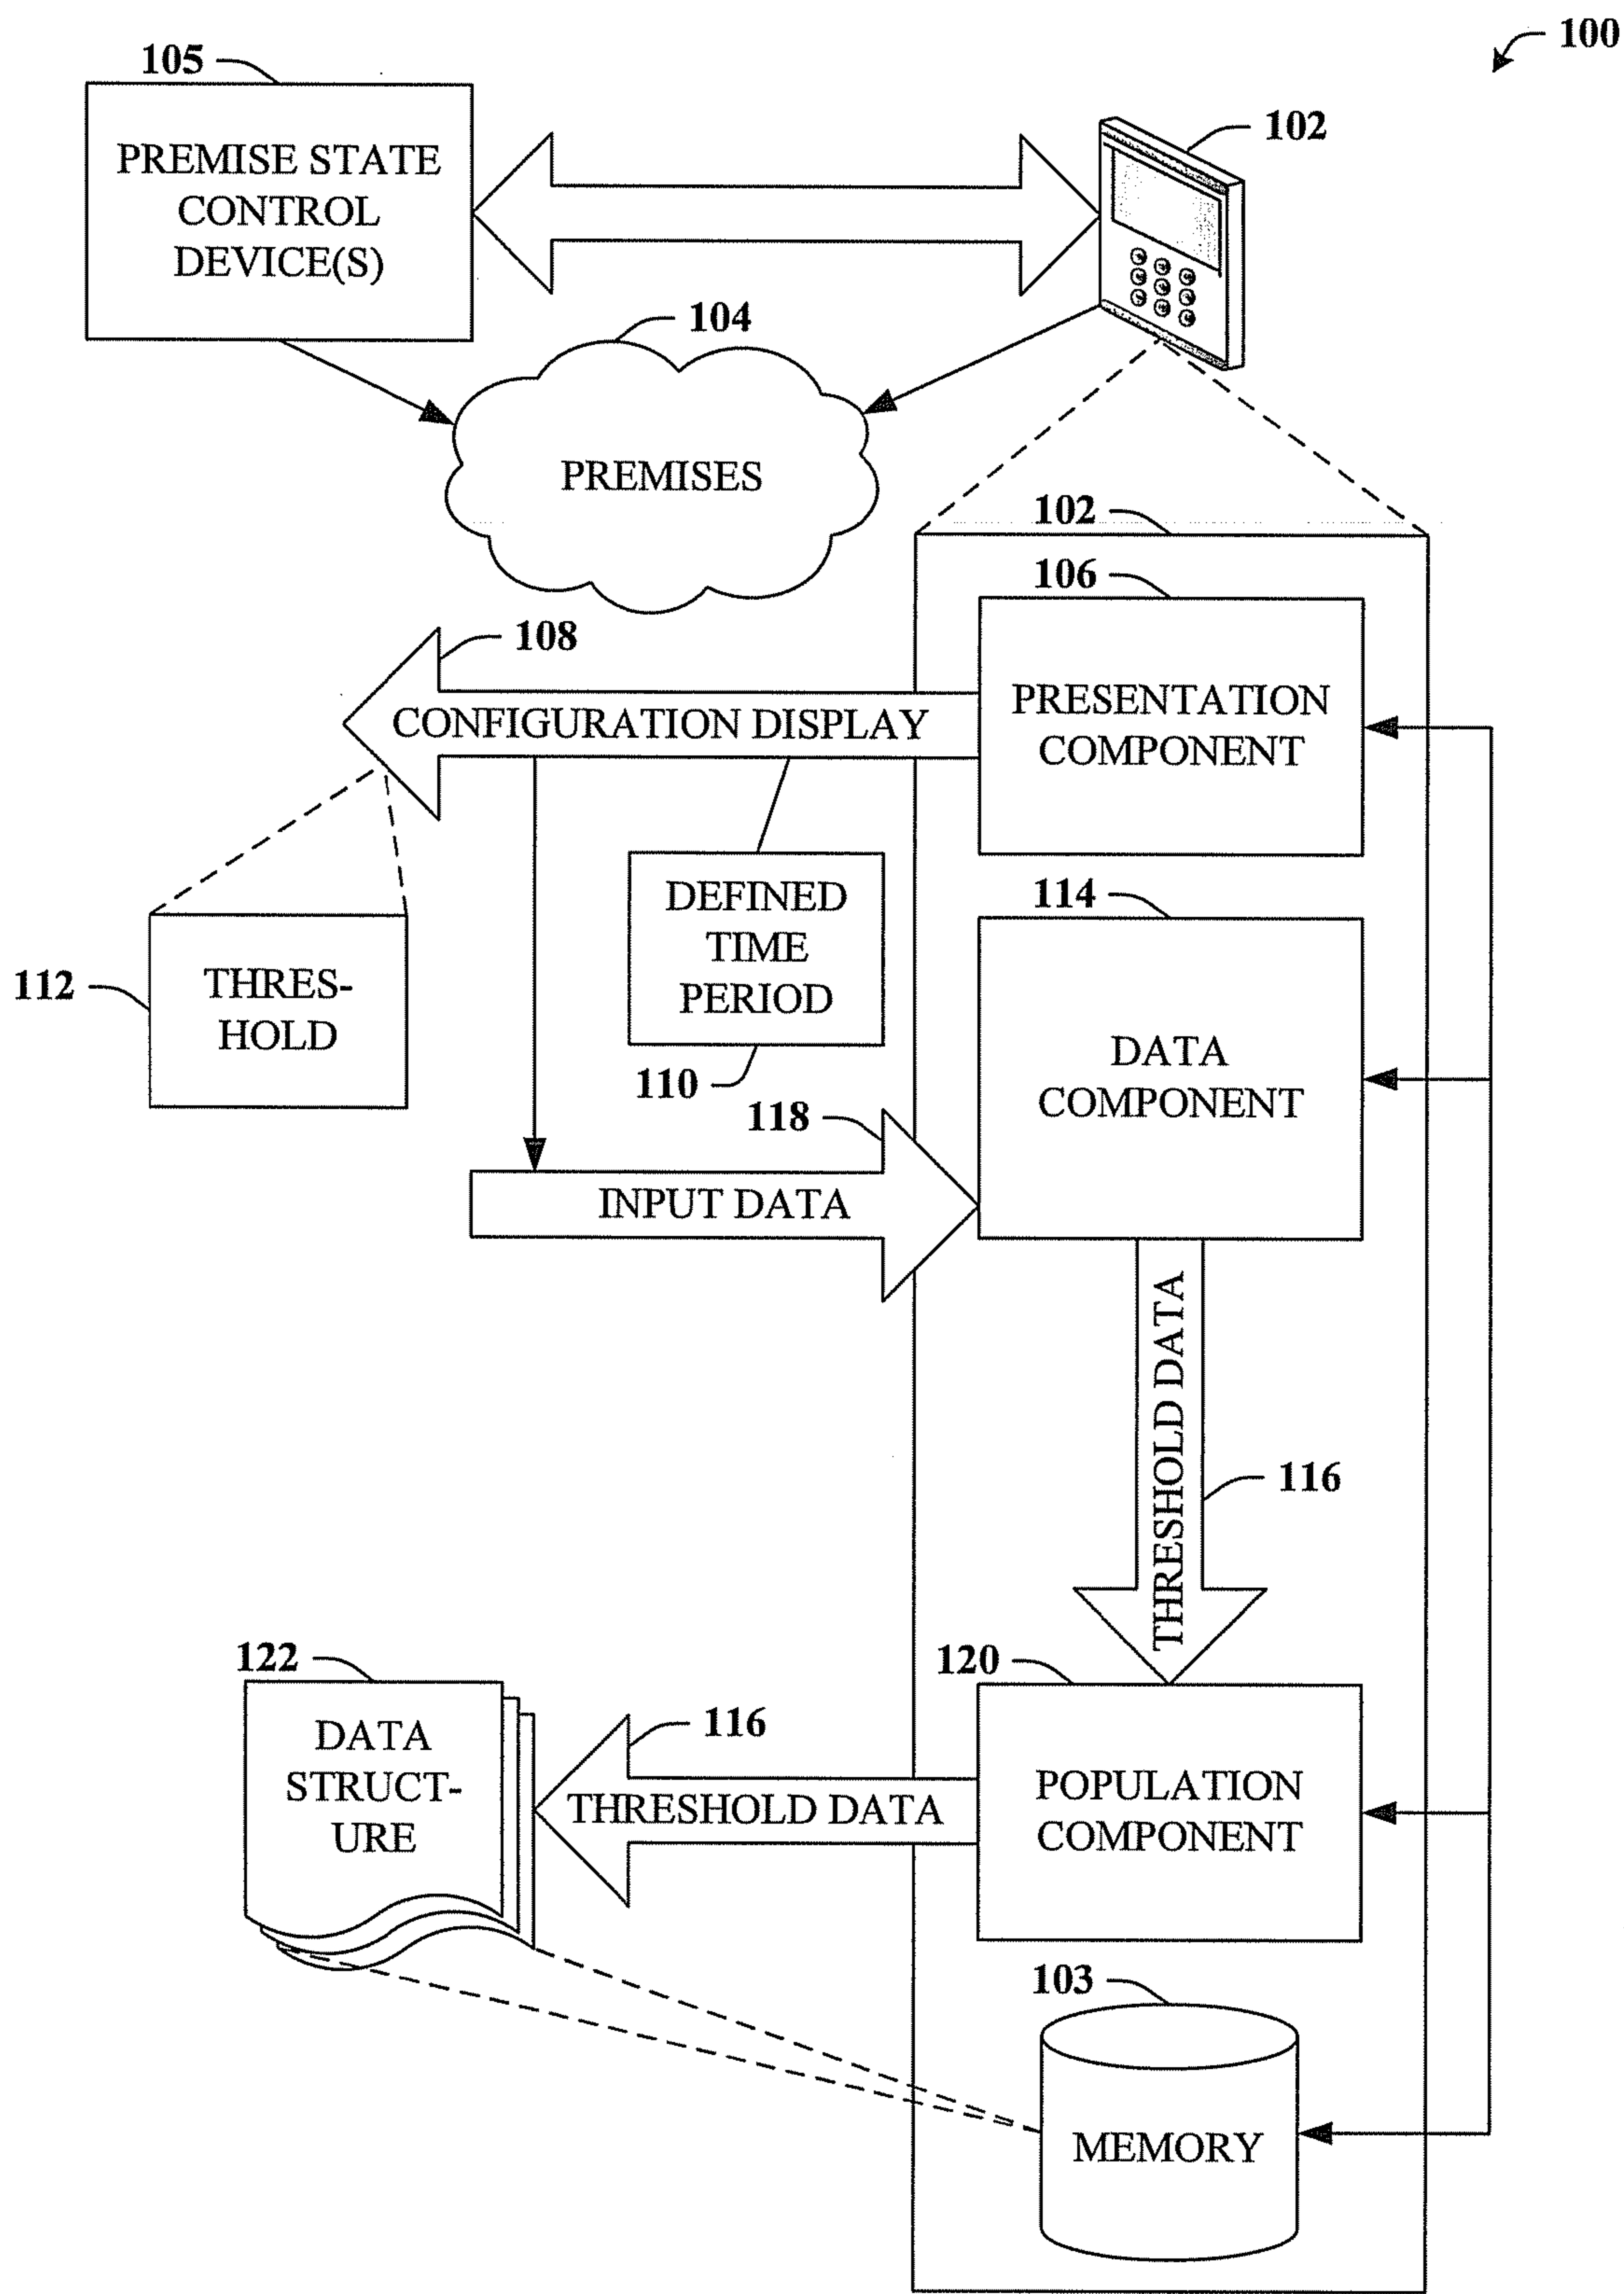 100
105
PREMISE STATE
CONTROL
DEVICE(S)
102
104
PREMISES
102
106
PRESENTATION
COMPONENT
108
CONFIGURATION DISPLAY
DEFINED
TIME
PERIOD
110
112
THRES-
HOLD
114
DATA
COMPONENT
118
INPUT DATA
THRESHOLD DATA
116
120
POPULATION
COMPONENT
116
THRESHOLD DATA
122
DATA
STRUCT-
URE
103
MEMORY